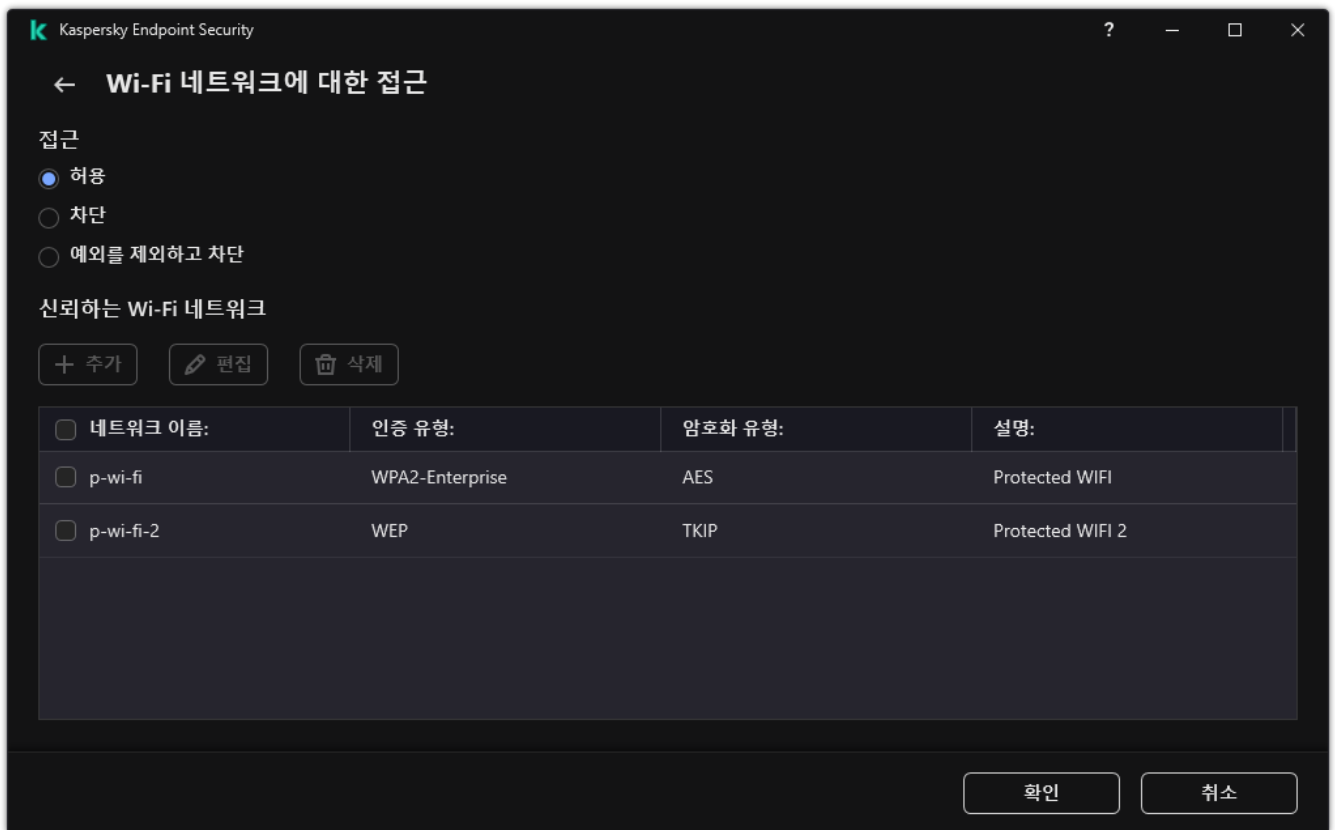 Kaspersky Endpoint Security ?
Wi-Fi 네트워크에 대한 접근
접근
허용
차단
예외를 제외하고 차단
신뢰하는 Wi-Fi 네트워크
추가 편집 삭제
네트워크 이름: 인증 유형: 암호화 유형: 설명:
p-wi-fi WPA2-Enterprise AES Protected WIFI
p-wi-fi-2 WEP TKIP Protected WIFI 2
확인 취소